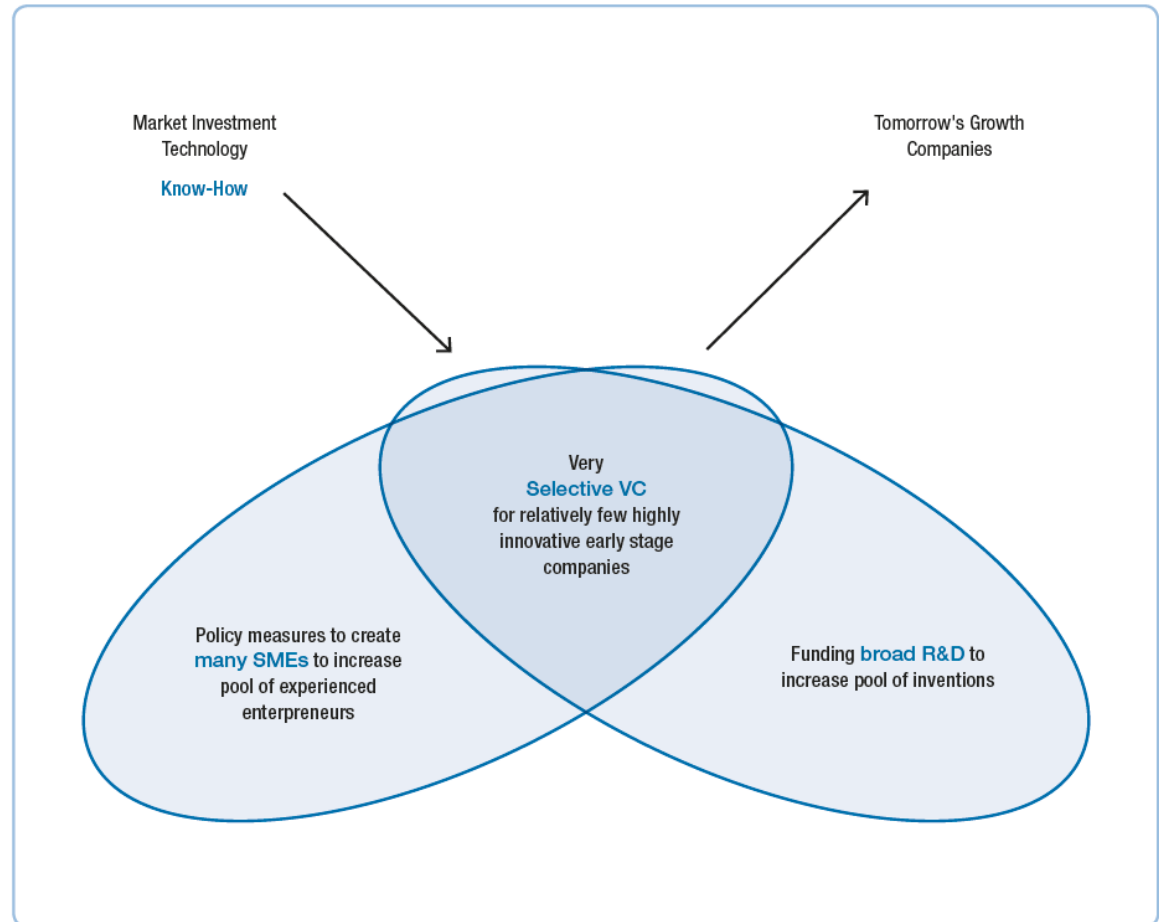 Market Investment
Technology
Know-How
Tomorrow's Growth
Companies
Very
Selective VC
for relatively few highly
innovative early stage
companies
Policy measures to create
many SMEs to increase
pool of experienced
enterpreneurs
Funding broad R&D to
increase pool of inventions